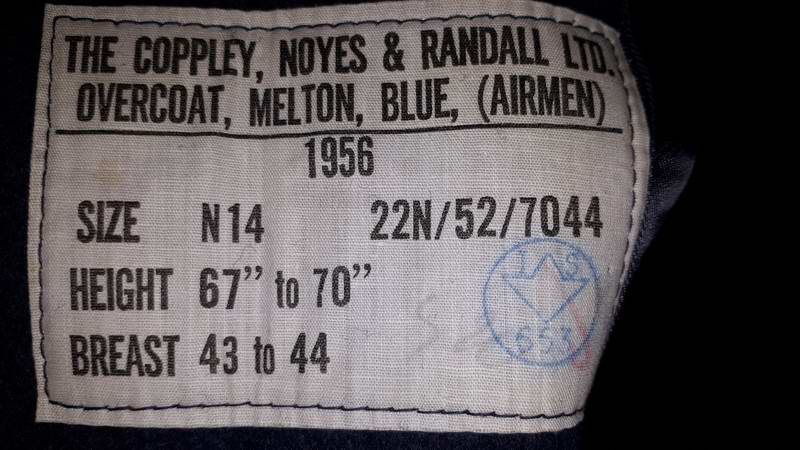 THE COPPLEY, NOYES & RANDALL LTD.
OVERCOAT, MELTON, BLUE, (AIRMEN)
1956
SIZE N14 22N/52/7044
HEIGHT 67” to 70”
BREAST 43 to 44
I S
553